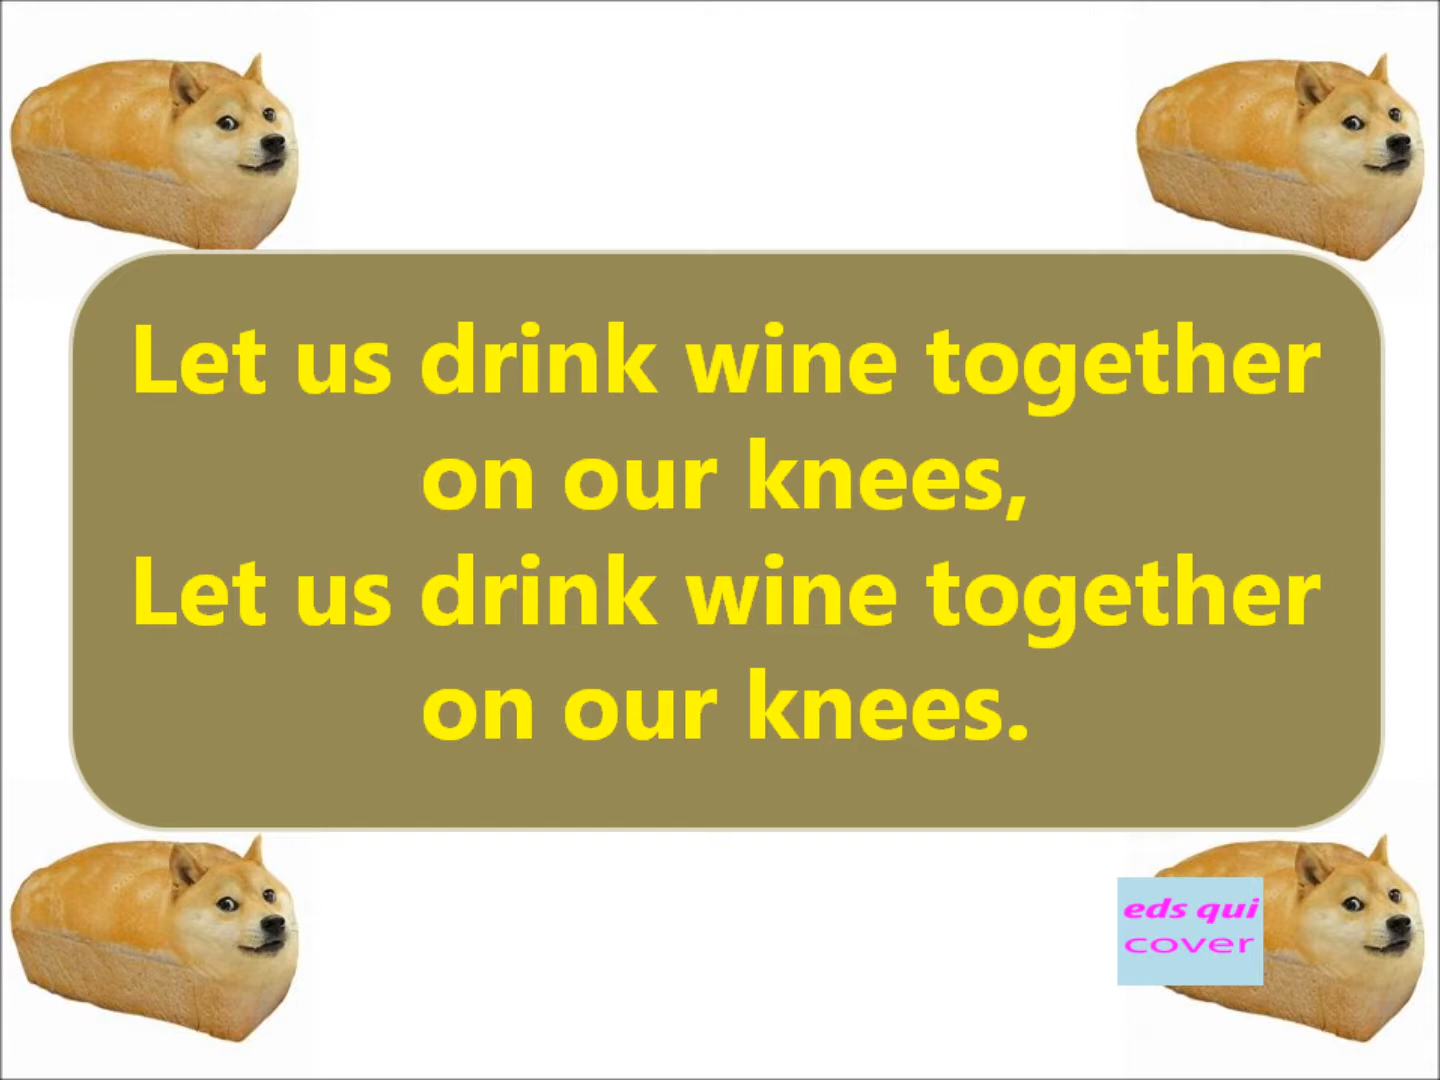 Let us drink wine together
on our knees,
Let us drink wine together
on our knees.
eds qui
cover